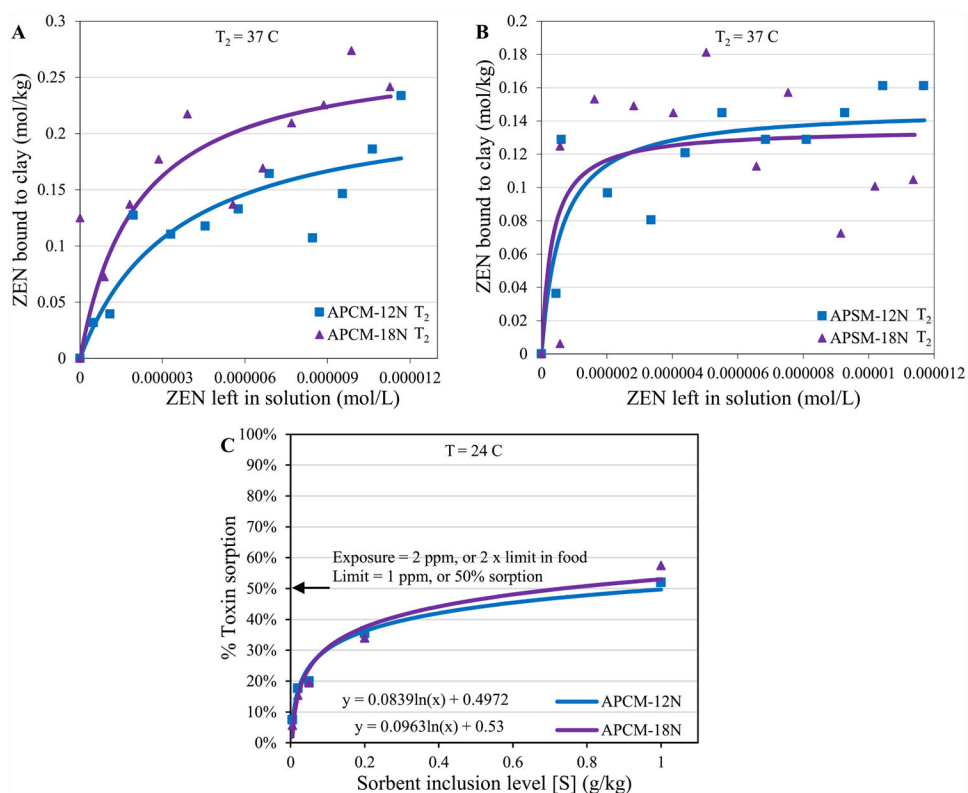 A
T₂ = 37 C
ZEN bound to clay (mol/kg)
0.3
0.25
0.2
0.15
0.1
0.05
0
APCM-12N T₂
APCM-18N T₂
0
0.000003
0.000006
0.000009
0.000012
ZEN left in solution (mol/L)
B
T₂ = 37 C
ZEN bound to clay (mol/kg)
0.2
0.18
0.16
0.14
0.12
0.1
0.08
0.06
0.04
0.02
0
APSM-12N T₂
APSM-18N T₂
0
0.000002
0.000004
0.000006
0.000008
0.00001
0.000012
ZEN left in solution (mol/L)
C
T = 24 C
% Toxin sorption
100%
90%
80%
70%
60%
50%
40%
30%
20%
10%
0%
Exposure = 2 ppm, or 2 x limit in food
Limit = 1 ppm, or 50% sorption
y = 0.0839ln(x) + 0.4972
APCM-12N
y = 0.0963ln(x) + 0.53
APCM-18N
0
0.2
0.4
0.6
0.8
1
Sorbent inclusion level [S] (g/kg)